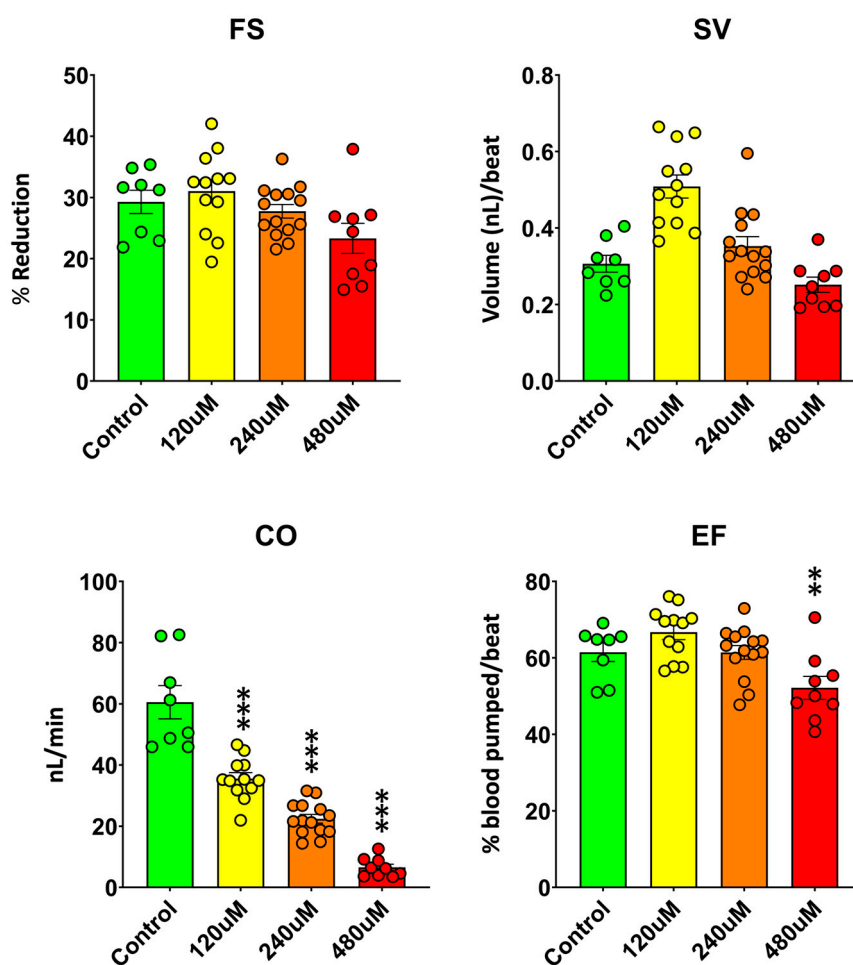 FS
% Reduction
50
40
30
20
10
0
Control
120uM
240uM
480uM
SV
Volume (nL)/beat
0.8
0.6
0.4
0.2
0.0
Control
120uM
240uM
480uM
CO
nL/min
100
80
60
40
20
0
***
***
***
Control
120uM
240uM
480uM
EF
% blood pumped/beat
80
60
40
20
0
**
Control
120uM
240uM
480uM